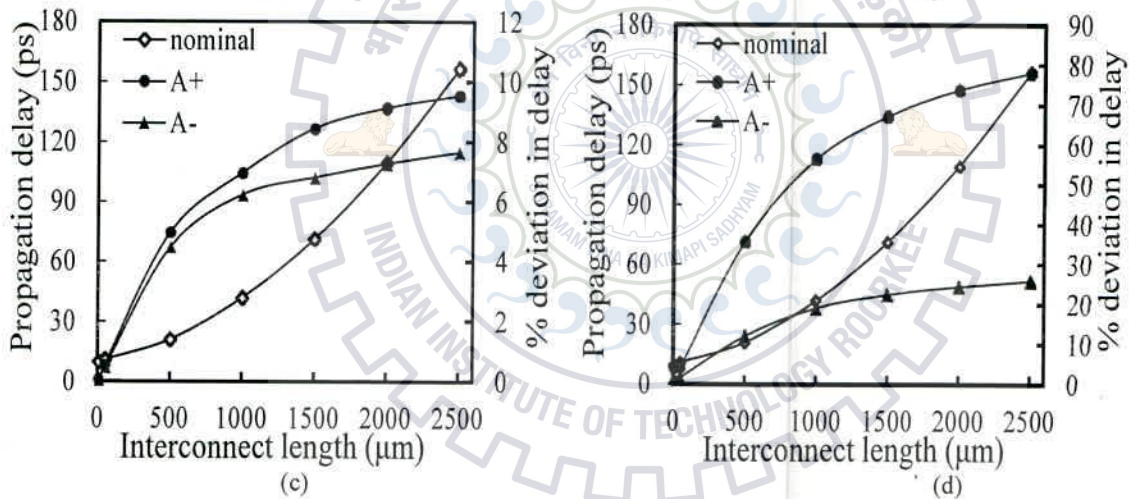 Propagation delay (ps)
180
150
120
90
60
30
0
nominal
A+
A-
12
10
8
6
4
2
0
% deviation in delay
0 500 1000 1500 2000 2500
Interconnect length (μm)
(c)
Propagation delay (ps)
180
150
120
90
60
30
0
nominal
A+
A-
90
80
70
60
50
40
30
20
10
0
% deviation in delay
0 500 1000 1500 2000 2500
Interconnect length (μm)
(d)
INDIAN INSTITUTE OF TECHNOLOGY ROORKEE